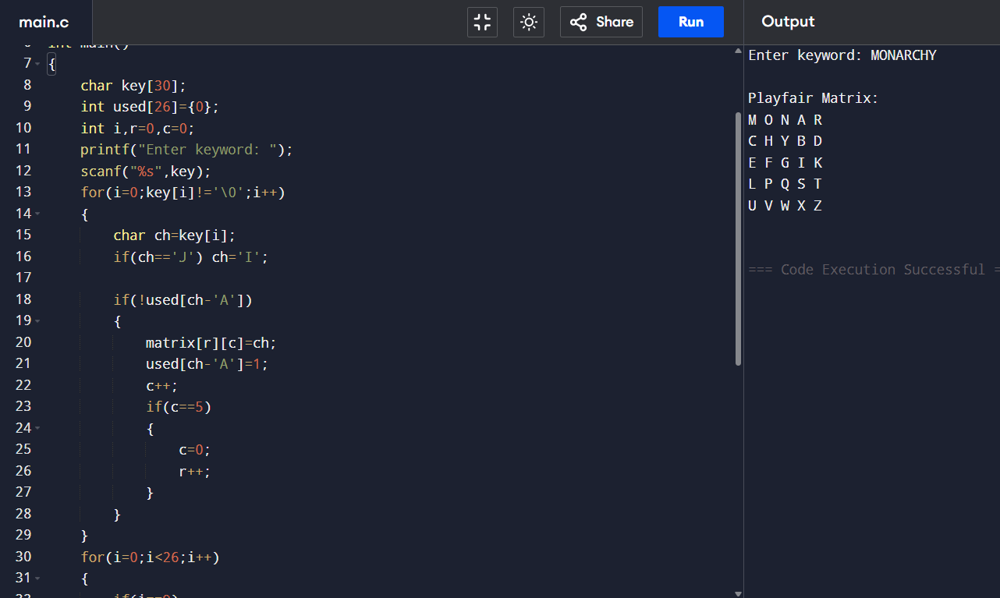 main.c
Share
Run
Output
6 int main()
7 {
8 char key[30];
9 int used[26]={0};
10 int i,r=0,c=0;
11 printf("Enter keyword: ");
12 scanf("%s",key);
13 for(i=0;key[i]!='\0';i++)
14 {
15 char ch=key[i];
16 if(ch=='J') ch='I';
17
18 if(!used[ch-'A'])
19 {
20 matrix[r][c]=ch;
21 used[ch-'A']=1;
22 c++;
23 if(c==5)
24 {
25 c=0;
26 r++;
27 }
28 }
29 }
30 for(i=0;i<26;i++)
31 {
32 if(i==9)
Enter keyword: MONARCHY
Playfair Matrix:
M O N A R
C H Y B D
E F G I K
L P Q S T
U V W X Z
=== Code Execution Successful =